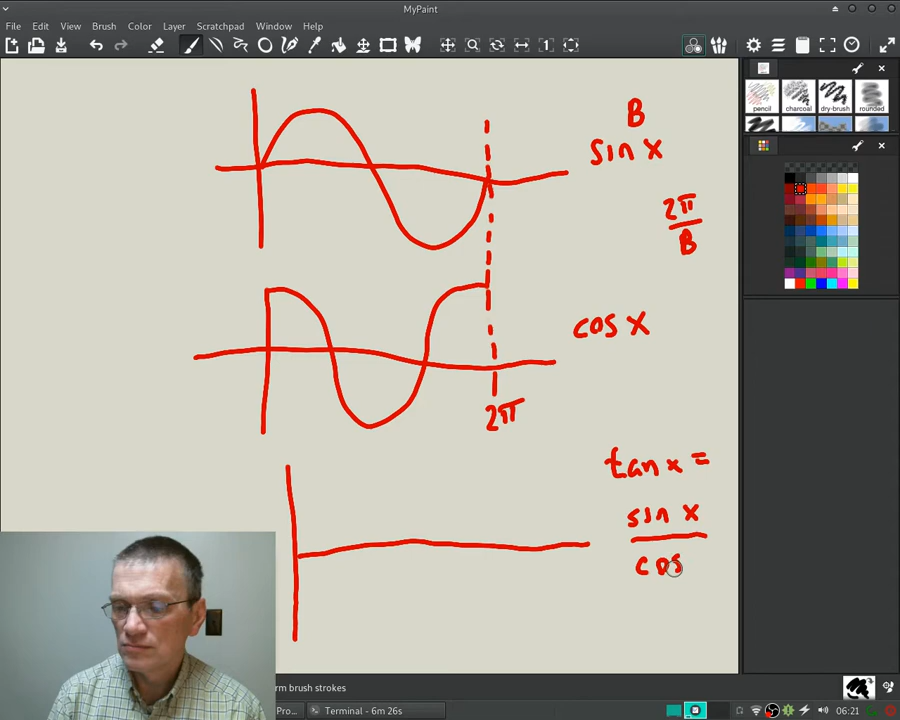 MyPaint
File Edit View Brush Color Layer Scratchpad Window Help
pencil charcoal dry-brush rounded
B
sin x
2π
B
cos x
2π
tan x =
sin x
cos
rm brush strokes
Pro... Terminal - 6m 26s 06:21